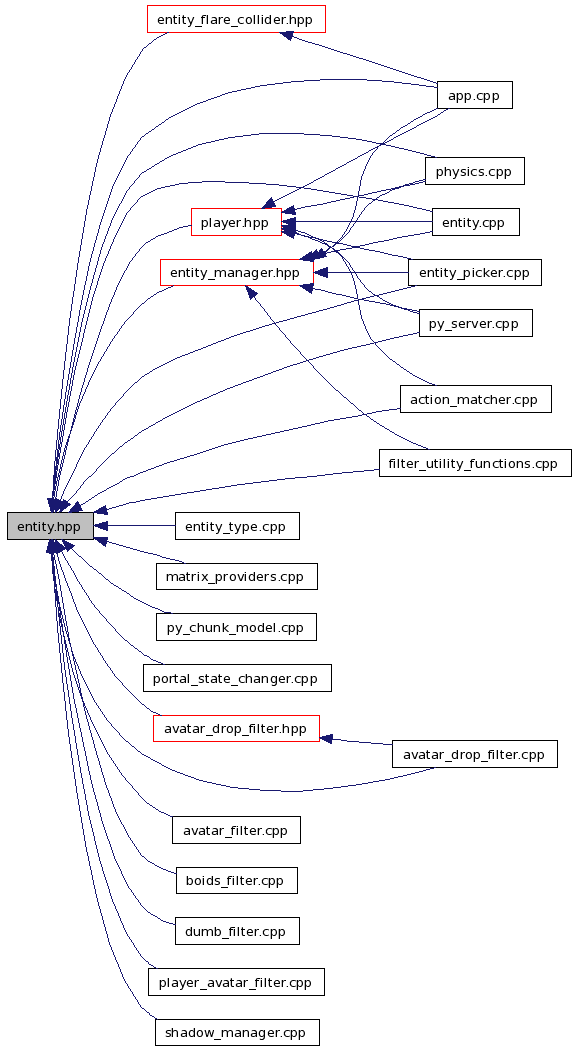 entity_flare_collider.hpp
app.cpp
physics.cpp
player.hpp
entity.cpp
entity_manager.hpp
entity_picker.cpp
py_server.cpp
action_matcher.cpp
filter_utility_functions.cpp
entity.hpp
entity_type.cpp
matrix_providers.cpp
py_chunk_model.cpp
portal_state_changer.cpp
avatar_drop_filter.hpp
avatar_drop_filter.cpp
avatar_filter.cpp
boids_filter.cpp
dumb_filter.cpp
player_avatar_filter.cpp
shadow_manager.cpp